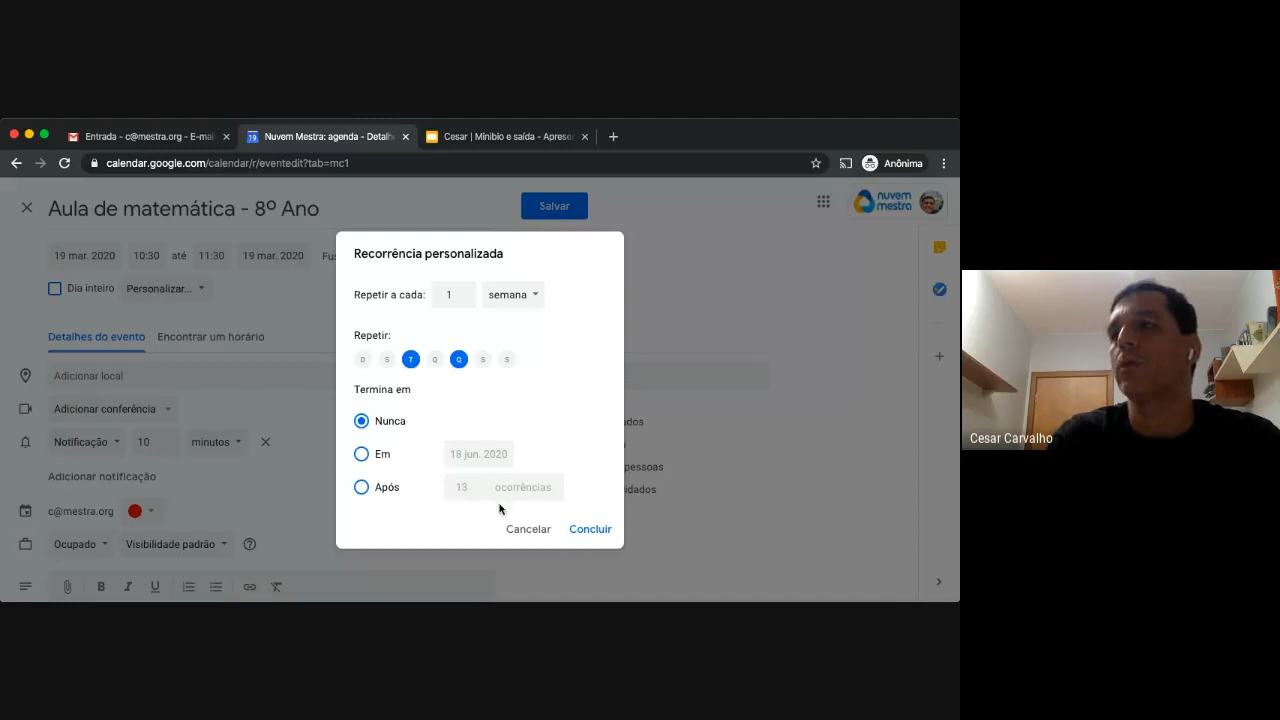 Entrada - c@mestra.org - E-mai
Nuvem Mestra: agenda - Detalh
Cesar | Minibio e saída - Aprese
calendar.google.com/calendar/r/eventedit?tab=mc1
Anônima
Aula de matemática - 8º Ano
Salvar
nuvem
mestra
19 mar. 2020
10:30
até
11:30
19 mar. 2020
Fus
Dia inteiro
Personalizar...
Detalhes do evento
Encontrar um horário
Adicionar local
Adicionar conferência
Notificação
10
minutos
Adicionar notificação
c@mestra.org
Ocupado
Visibilidade padrão
Recorrência personalizada
Repetir a cada:
1
semana
Repetir:
D S T Q Q S S
Termina em
Nunca
Em
18 jun. 2020
Após
13
ocorrências
Cancelar
Concluir
ados
pessoas
vidados
B I U
Cesar Carvalho